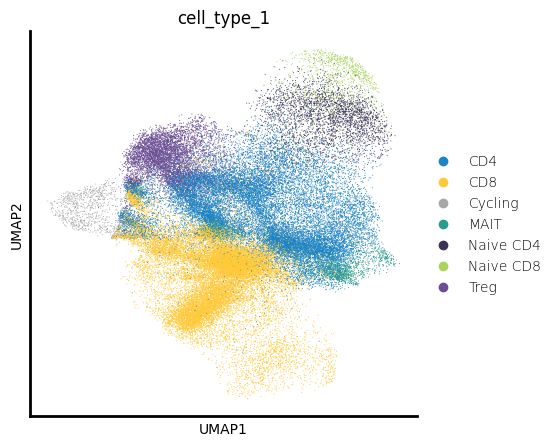 cell_type_1
CD4
CD8
Cycling
MAIT
Naive CD4
Naive CD8
Treg
UMAP2
UMAP1